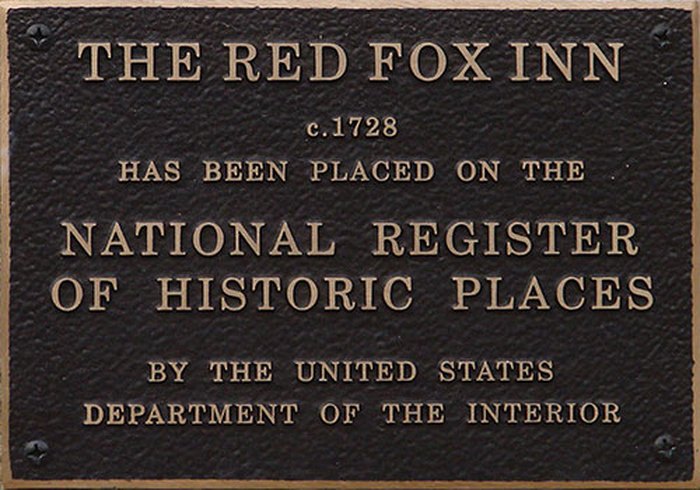 THE RED FOX INN
c.1728
HAS BEEN PLACED ON THE
NATIONAL REGISTER
OF HISTORIC PLACES
BY THE UNITED STATES
DEPARTMENT OF THE INTERIOR